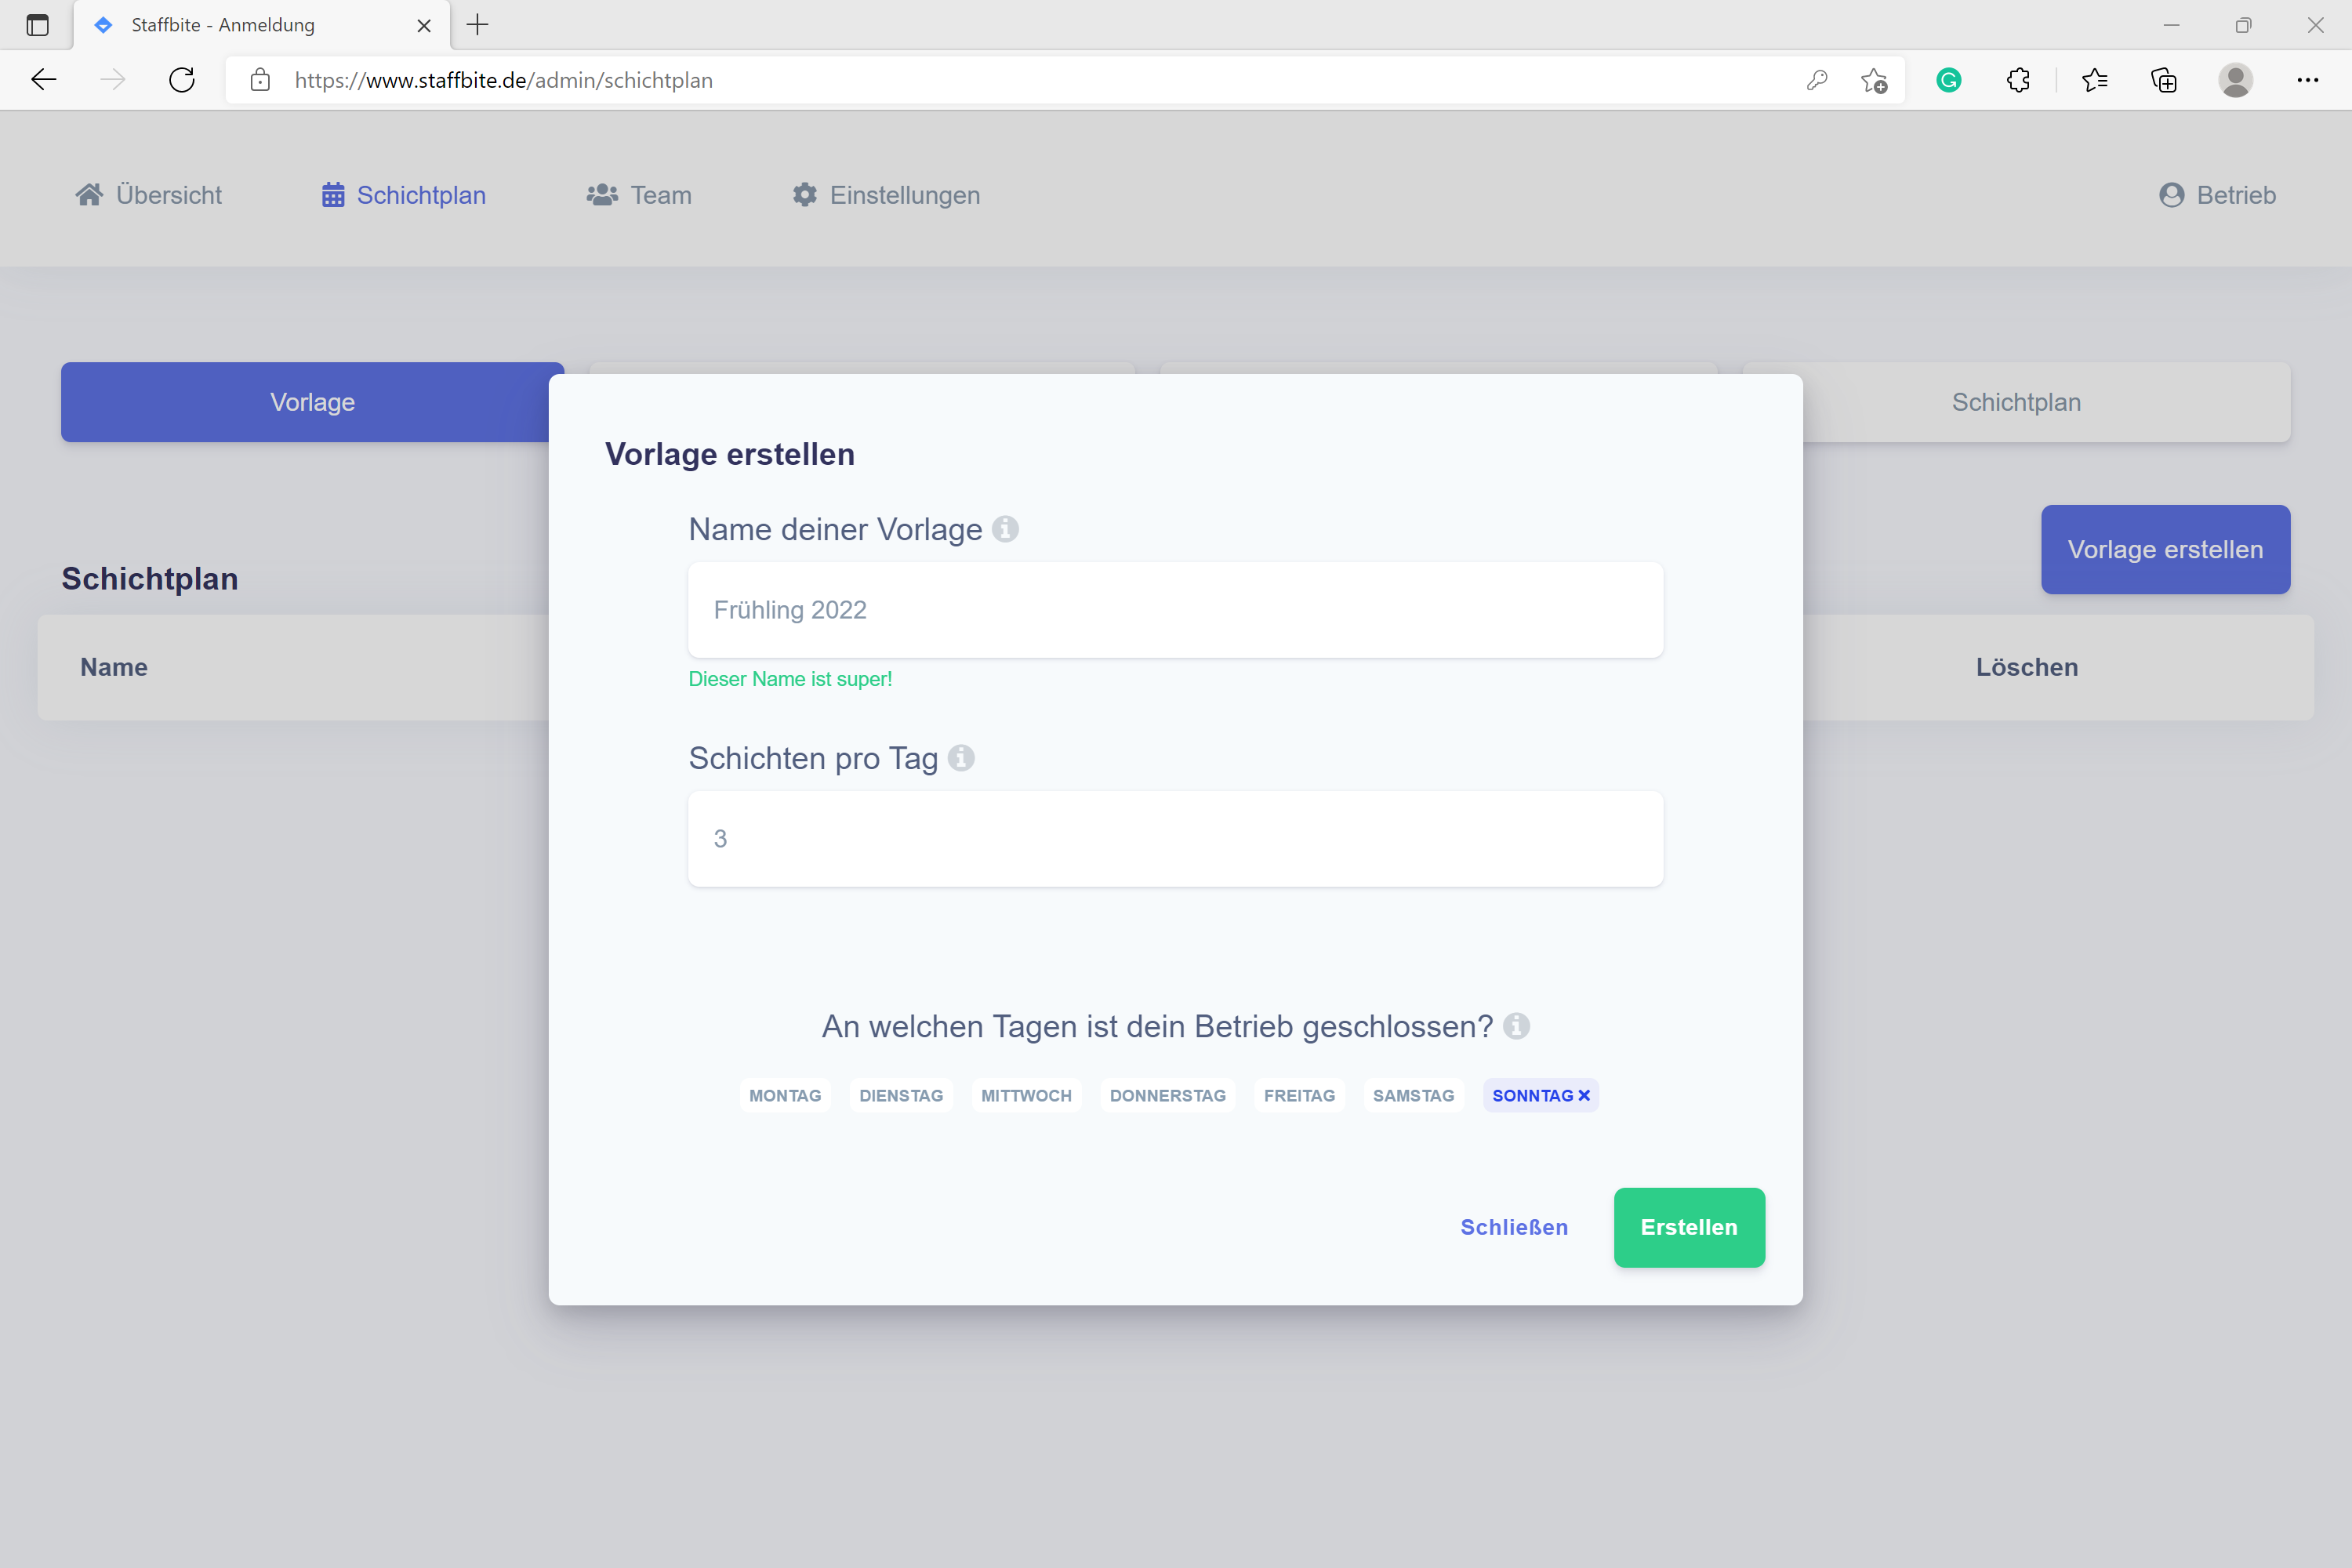 Staffbite - Anmeldung
https://www.staffbite.de/admin/schichtplan
Übersicht Schichtplan Team Einstellungen Betrieb
Vorlage Schichtplan
Vorlage erstellen
Schichtplan
Name Löschen
Vorlage erstellen
Name deiner Vorlage
Frühling 2022
Dieser Name ist super!
Schichten pro Tag
3
An welchen Tagen ist dein Betrieb geschlossen?
MONTAG DIENSTAG MITTWOCH DONNERSTAG FREITAG SAMSTAG SONNTAG
Schließen Erstellen